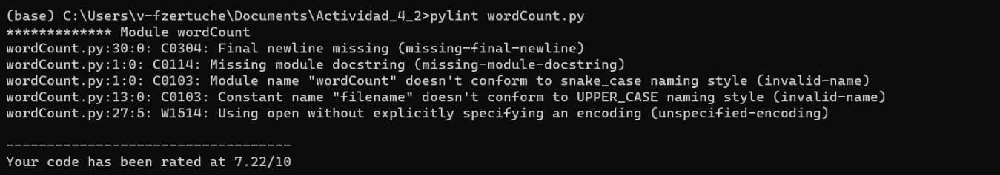 (base) C:\Users\v-fzertuche\Documents\Actividad_4_2>pylint wordCount.py
************* Module wordCount
wordCount.py:30:0: C0304: Final newline missing (missing-final-newline)
wordCount.py:1:0: C0114: Missing module docstring (missing-module-docstring)
wordCount.py:1:0: C0103: Module name "wordCount" doesn't conform to snake_case naming style (invalid-name)
wordCount.py:13:0: C0103: Constant name "filename" doesn't conform to UPPER_CASE naming style (invalid-name)
wordCount.py:27:5: W1514: Using open without explicitly specifying an encoding (unspecified-encoding)
-----------------------------------
Your code has been rated at 7.22/10